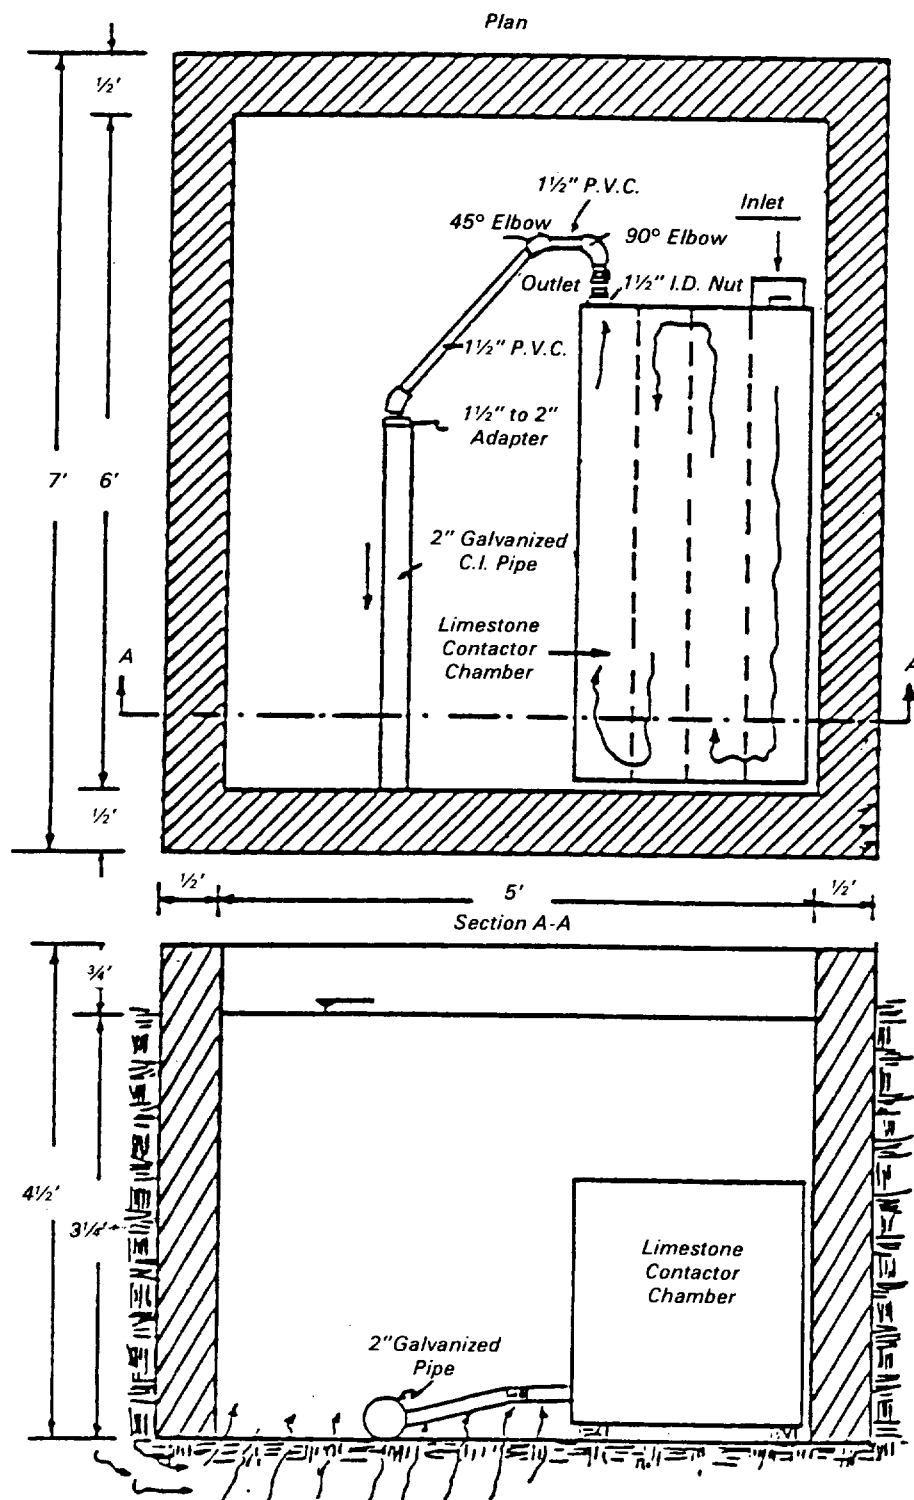 Plan
½'
1½" P.V.C.
Inlet
45° Elbow
90° Elbow
Outlet
1½" I.D. Nut
1½" P.V.C.
1½" to 2"
Adapter
7'
6'
2" Galvanized
C.I. Pipe
Limestone
Contactor
Chamber
A
A
½'
½'
5'
½'
Section A-A
¾'
4½'
3¼'
Limestone
Contactor
Chamber
2" Galvanized
Pipe